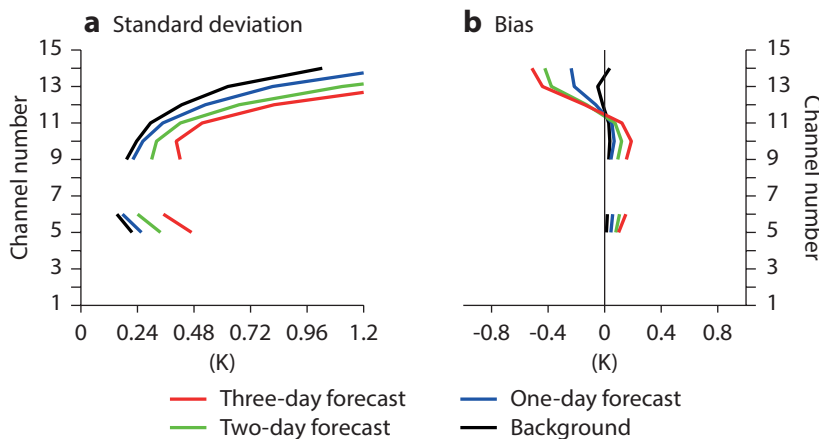 a Standard deviation
b Bias
15
13
11
9
7
5
3
1
Channel number
0 0.24 0.48 0.72 0.96 1.2
(K)
15
13
11
9
7
5
3
1
Channel number
-0.8 -0.4 0 0.4 0.8
(K)
Three-day forecast
One-day forecast
Two-day forecast
Background